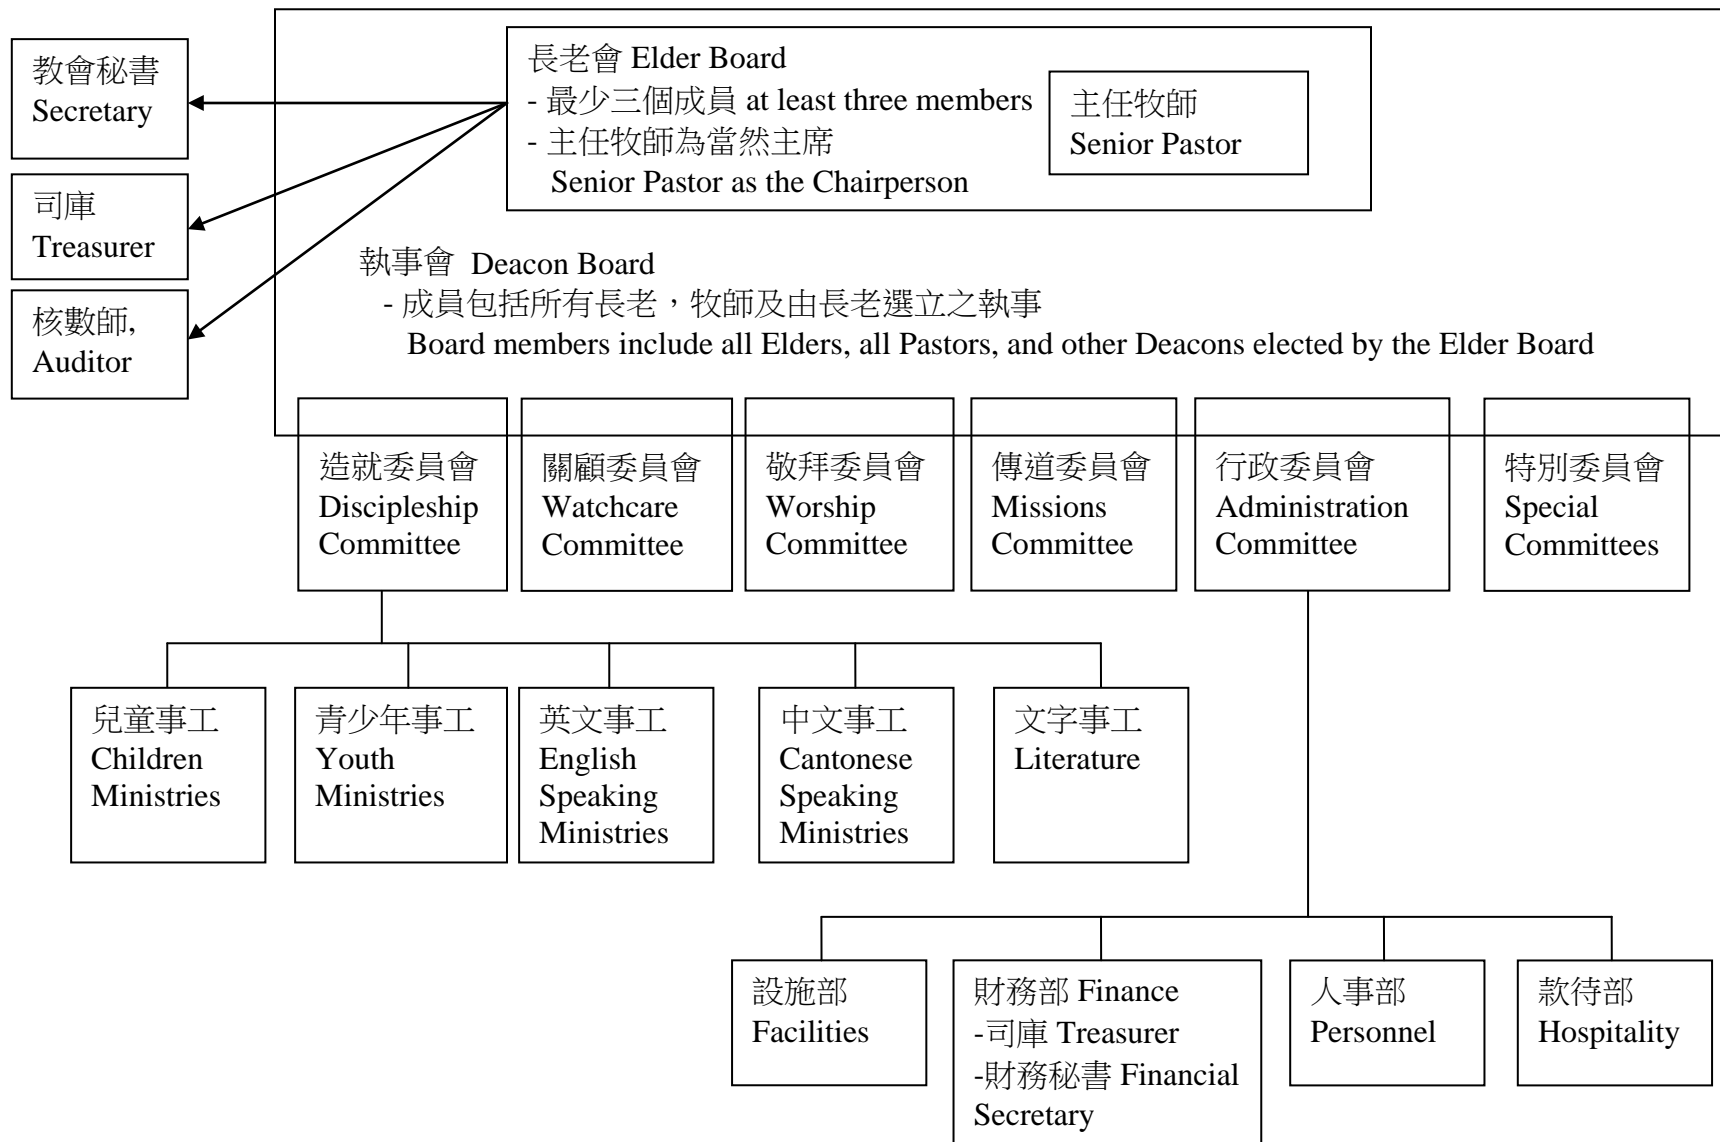 教會秘書
Secretary
司庫
Treasurer
核數師,
Auditor
長老會 Elder Board
- 最少三個成員 at least three members
- 主任牧師為當然主席
Senior Pastor as the Chairperson
主任牧師
Senior Pastor
執事會 Deacon Board
- 成員包括所有長老，牧師及由長老選立之執事
Board members include all Elders, all Pastors, and other Deacons elected by the Elder Board
造就委員會
Discipleship
Committee
關顧委員會
Watchcare
Committee
敬拜委員會
Worship
Committee
傳道委員會
Missions
Committee
行政委員會
Administration
Committee
特別委員會
Special
Committees
兒童事工
Children
Ministries
青少年事工
Youth
Ministries
英文事工
English
Speaking
Ministries
中文事工
Cantonese
Speaking
Ministries
文字事工
Literature
設施部
Facilities
財務部 Finance
-司庫 Treasurer
-財務秘書 Financial
Secretary
人事部
Personnel
款待部
Hospitality